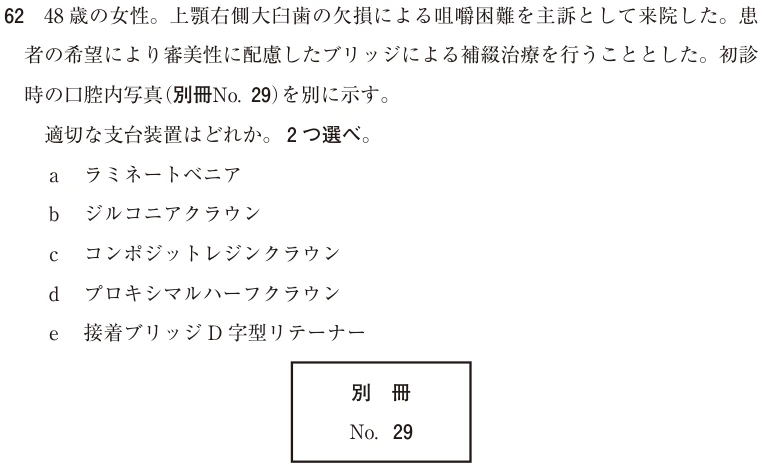 62 48歳の女性。上顎右側大臼歯の欠損による咀嚼困難を主訴として来院した。患
者の希望により審美性に配慮したブリッジによる補綴治療を行うこととした。初診
時の口腔内写真(別冊No. 29)を別に示す。
適切な支台装置はどれか。2つ選べ。
a ラミネートベニア
b ジルコニアクラウン
c コンポジットレジンクラウン
d プロキシマルハーフクラウン
e 接着ブリッジD字型リテーナー
別 冊
No. 29